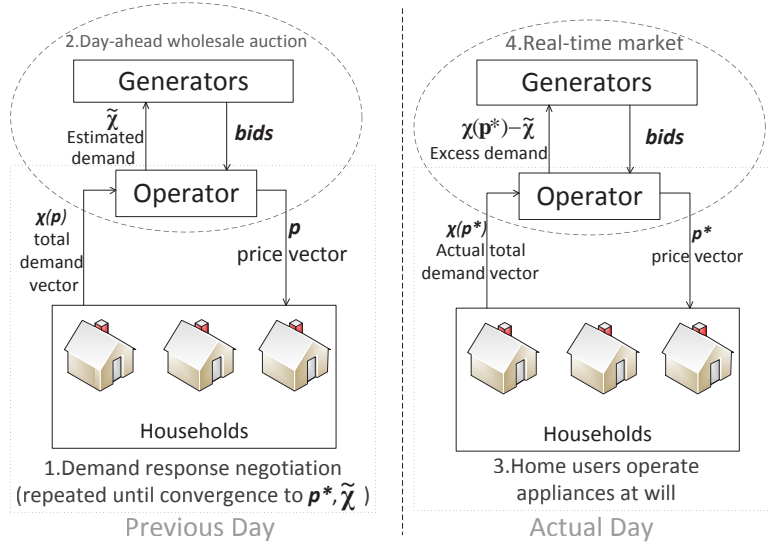 2.Day-ahead wholesale auction
Generators
χ̃
Estimated
demand
bids
Operator
χ(p)
total
demand
vector
p
price vector
Households
1.Demand response negotiation
(repeated until convergence to p*, χ̃ )
Previous Day
4.Real-time market
Generators
χ(p*)−χ̃
Excess demand
bids
Operator
χ(p*)
Actual total
demand vector
p*
price vector
Households
3.Home users operate
appliances at will
Actual Day